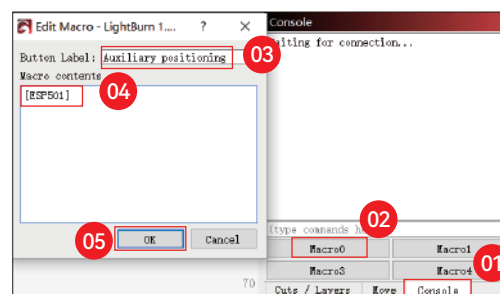 Edit Macro - LightBurn 1.... ? ×
Button Label: Auxiliary positioning 03
Macro contents
04
[ESP501]
05 OK Cancel
70
Console
iting for connection...
(type commands h
02
Macro0 Macro1
01
Macro3 Macro4
Cuts / Layers Move Console